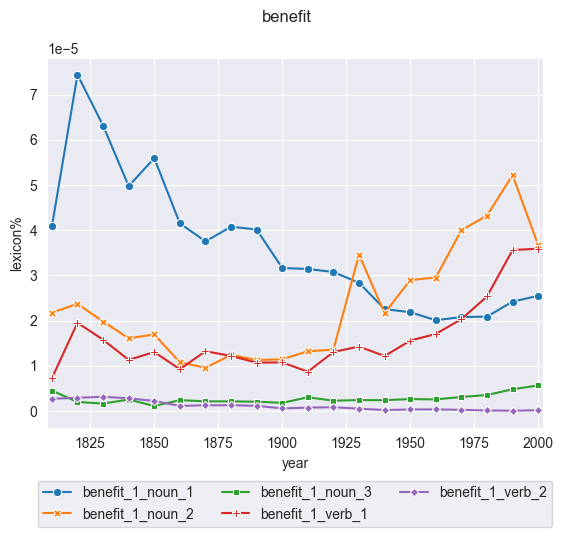 benefit
1e−5
7
6
5
4
3
2
1
0
lexicon%
1825 1850 1875 1900 1925 1950 1975 2000
year
benefit_1_noun_1 benefit_1_noun_3 benefit_1_verb_2
benefit_1_noun_2 benefit_1_verb_1